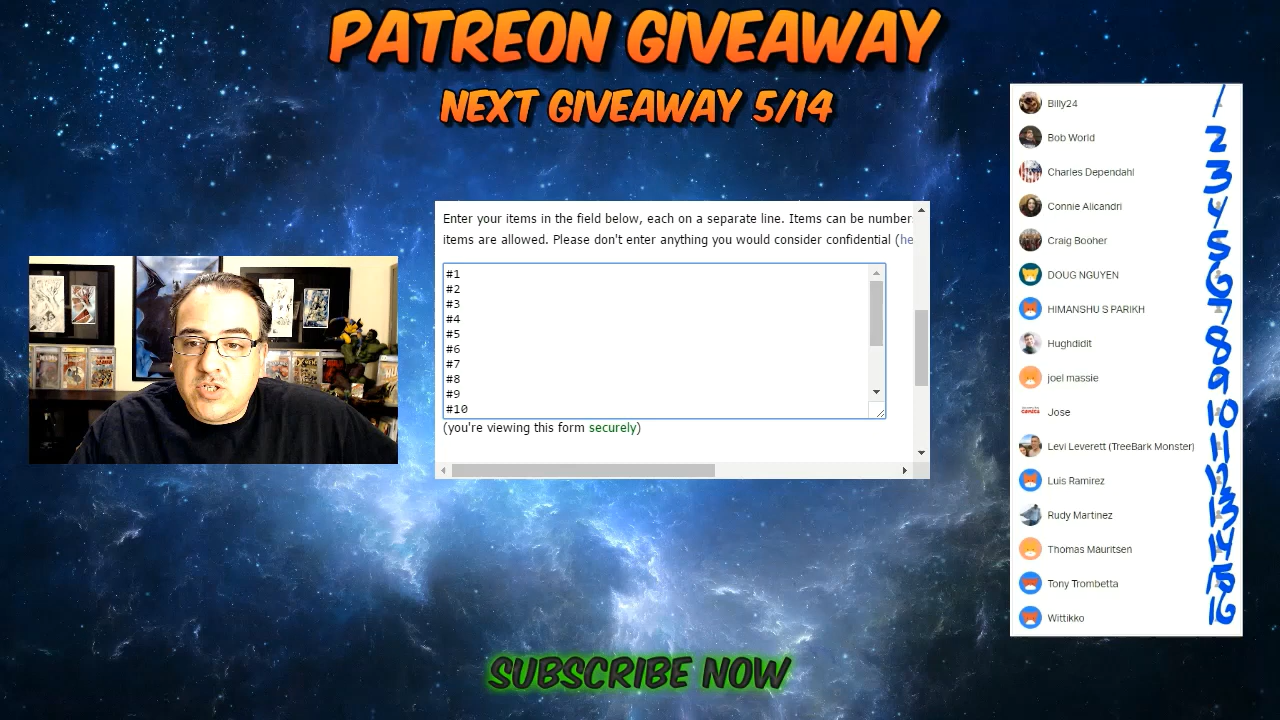 PATREON GIVEAWAY
NEXT GIVEAWAY 5/14
Enter your items in the field below, each on a separate line. Items can be number
items are allowed. Please don't enter anything you would consider confidential (he
#1
#2
#3
#4
#5
#6
#7
#8
#9
#10
(you're viewing this form securely)
Billy24 1
Bob World 2
Charles Dependahl 3
Connie Alicandri 4
Craig Booher 5
DOUG NGUYEN 6
HIMANSHU S PARIKH 7
Hughdidit 8
joel massie 9
Jose 10
Levi Leverett (TreeBark Monster) 11
Luis Ramirez 12
Rudy Martinez 13
Thomas Mauritsen 14
Tony Trombetta 15
Wittikko 16
SUBSCRIBE NOW